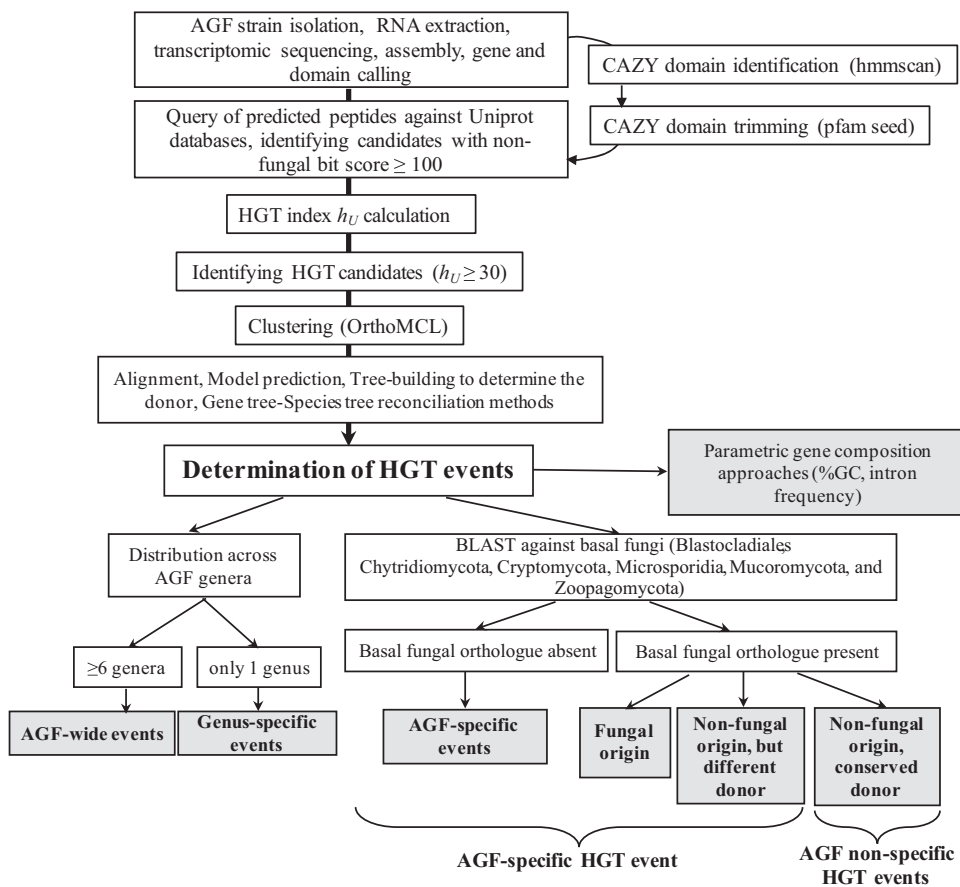 AGF strain isolation, RNA extraction,
transcriptomic sequencing, assembly, gene and
domain calling
CAZY domain identification (hmmscan)
CAZY domain trimming (pfam seed)
Query of predicted peptides against Uniprot
databases, identifying candidates with non-
fungal bit score ≥ 100
HGT index hU calculation
Identifying HGT candidates (hU ≥ 30)
Clustering (OrthoMCL)
Alignment, Model prediction, Tree-building to determine the
donor, Gene tree-Species tree reconciliation methods
Determination of HGT events
Parametric gene composition
approaches (%GC, intron
frequency)
Distribution across
AGF genera
BLAST against basal fungi (Blastocladiales,
Chytridiomycota, Cryptomycota, Microsporidia, Mucoromycota, and
Zoopagomycota)
≥6 genera
only 1 genus
Basal fungal orthologue absent
Basal fungal orthologue present
AGF-wide events
Genus-specific
events
AGF-specific
events
Fungal
origin
Non-fungal
origin, but
different
donor
Non-fungal
origin,
conserved
donor
AGF-specific HGT event
AGF non-specific
HGT events